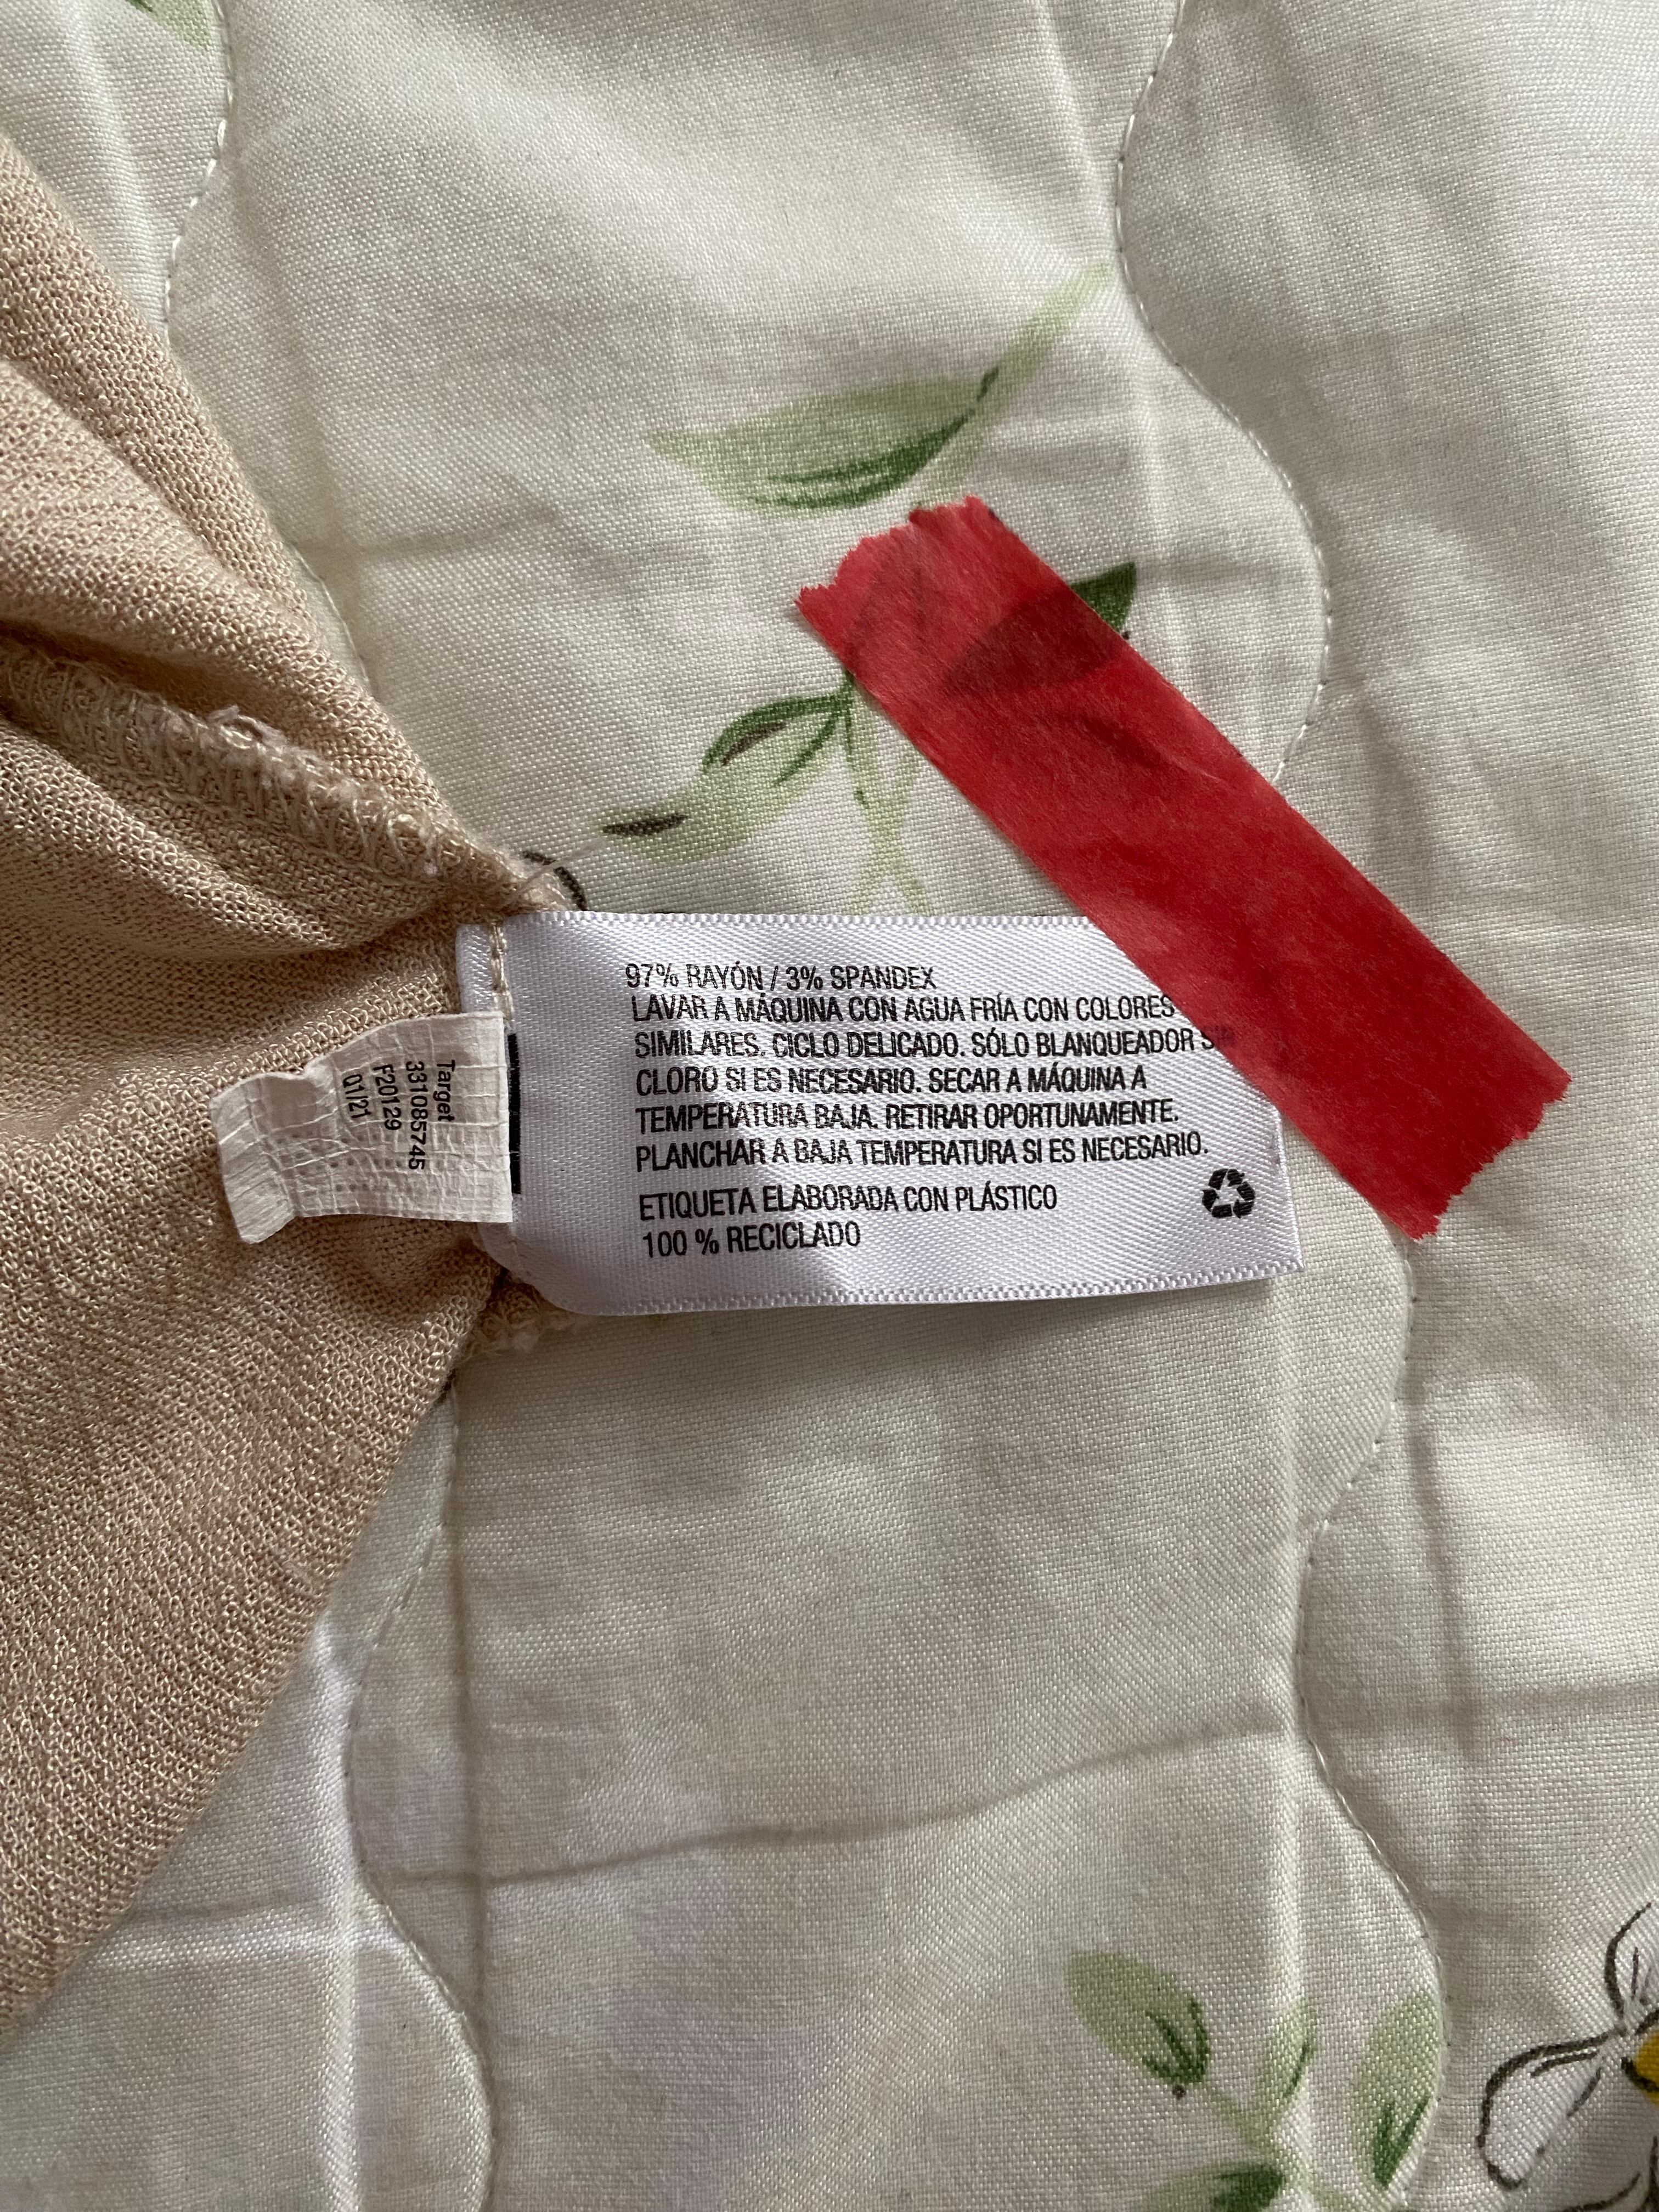 97% RAYÓN / 3% SPANDEX
LAVAR A MÁQUINA CON AGUA FRÍA CON COLORES
SIMILARES. CICLO DELICADO. SÓLO BLANQUEADOR SIN
CLORO SI ES NECESARIO. SECAR A MÁQUINA A
TEMPERATURA BAJA. RETIRAR OPORTUNAMENTE.
PLANCHAR A BAJA TEMPERATURA SI ES NECESARIO.
ETIQUETA ELABORADA CON PLÁSTICO
100 % RECICLADO
Target
331085745
F20129
Q1/21